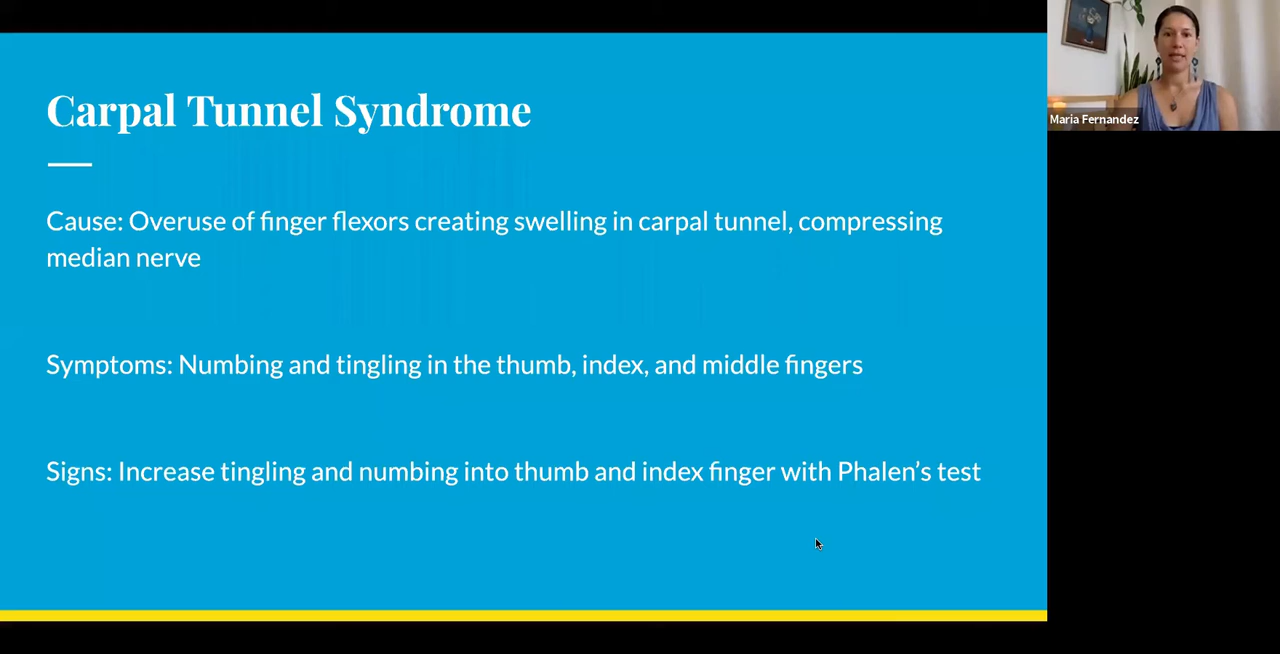 Carpal Tunnel Syndrome
Cause: Overuse of finger flexors creating swelling in carpal tunnel, compressing
median nerve
Symptoms: Numbing and tingling in the thumb, index, and middle fingers
Signs: Increase tingling and numbing into thumb and index finger with Phalen’s test
Maria Fernandez